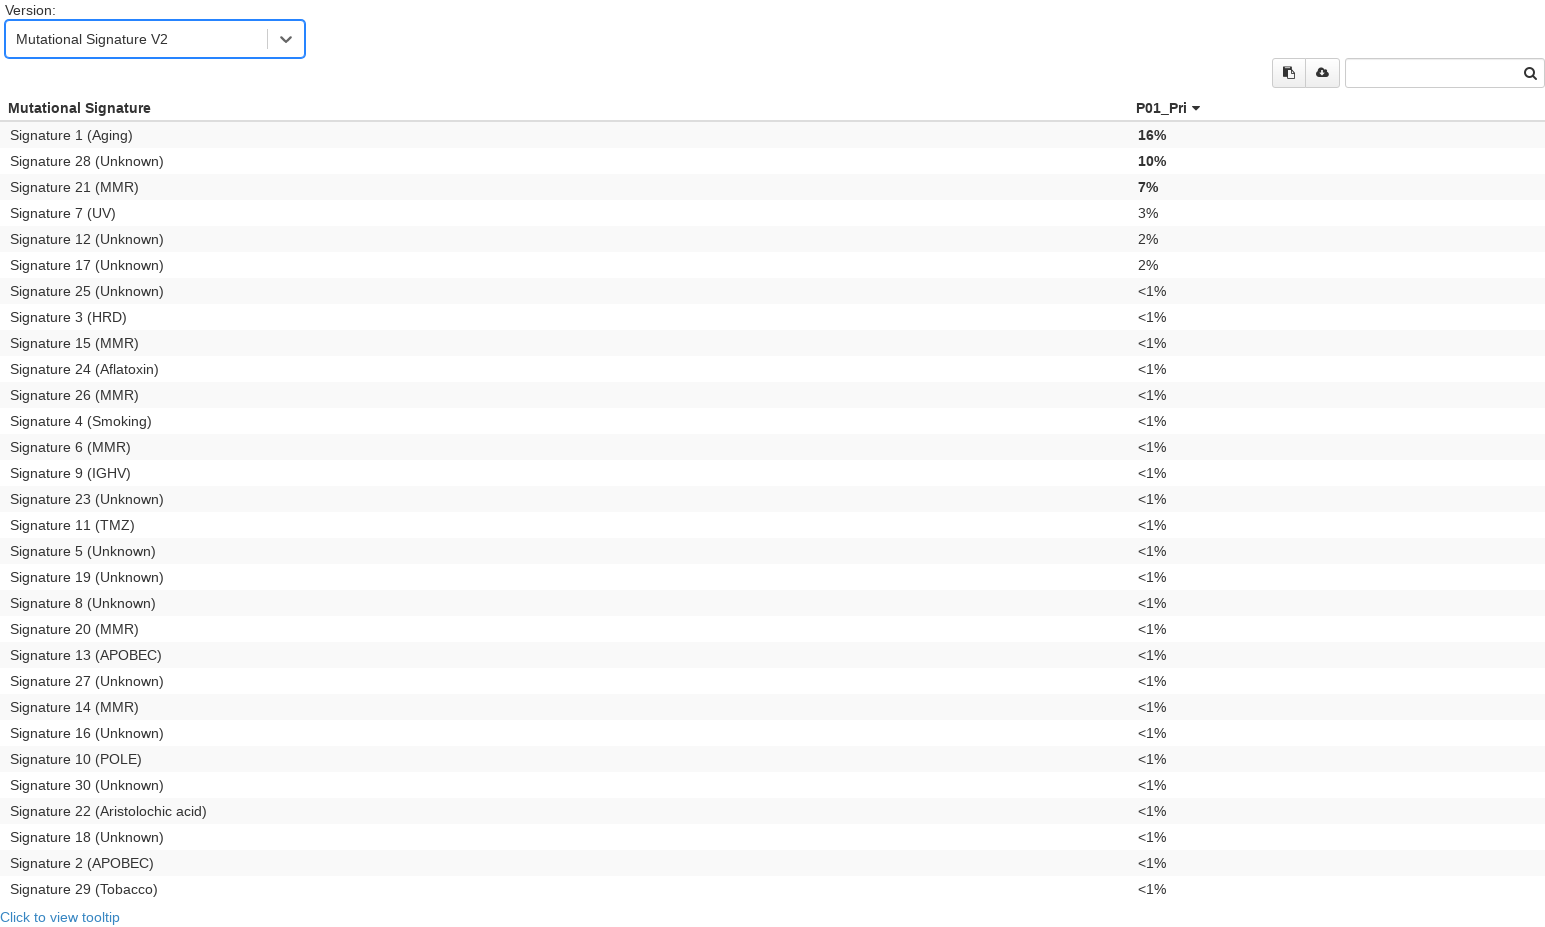 Version:
Mutational Signature V2
Mutational Signature P01_Pri
Signature 1 (Aging) 16%
Signature 28 (Unknown) 10%
Signature 21 (MMR) 7%
Signature 7 (UV) 3%
Signature 12 (Unknown) 2%
Signature 17 (Unknown) 2%
Signature 25 (Unknown) <1%
Signature 3 (HRD) <1%
Signature 15 (MMR) <1%
Signature 24 (Aflatoxin) <1%
Signature 26 (MMR) <1%
Signature 4 (Smoking) <1%
Signature 6 (MMR) <1%
Signature 9 (IGHV) <1%
Signature 23 (Unknown) <1%
Signature 11 (TMZ) <1%
Signature 5 (Unknown) <1%
Signature 19 (Unknown) <1%
Signature 8 (Unknown) <1%
Signature 20 (MMR) <1%
Signature 13 (APOBEC) <1%
Signature 27 (Unknown) <1%
Signature 14 (MMR) <1%
Signature 16 (Unknown) <1%
Signature 10 (POLE) <1%
Signature 30 (Unknown) <1%
Signature 22 (Aristolochic acid) <1%
Signature 18 (Unknown) <1%
Signature 2 (APOBEC) <1%
Signature 29 (Tobacco) <1%
Click to view tooltip